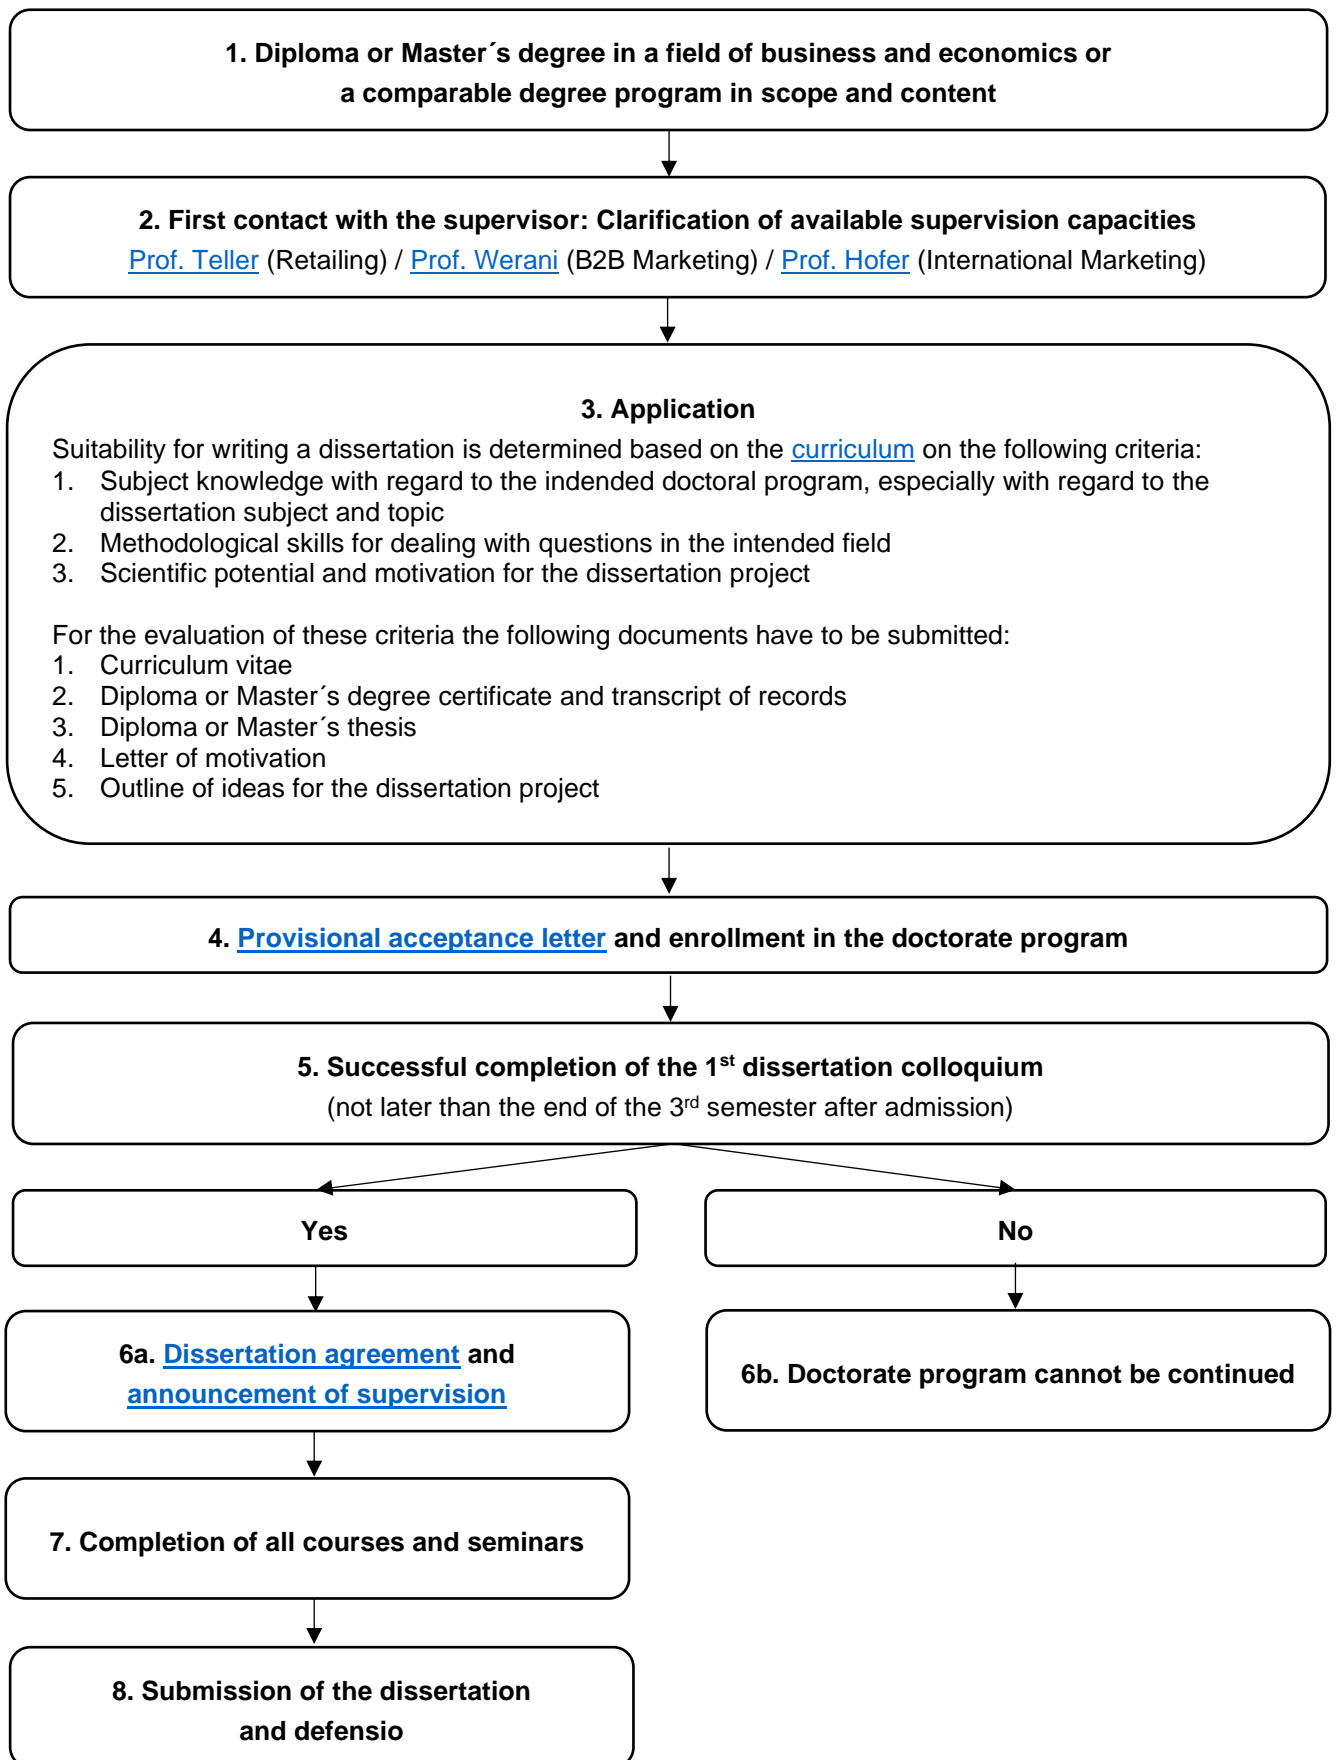 1. Diploma or Master´s degree in a field of business and economics or
a comparable degree program in scope and content
2. First contact with the supervisor: Clarification of available supervision capacities
Prof. Teller (Retailing) / Prof. Werani (B2B Marketing) / Prof. Hofer (International Marketing)
3. Application
Suitability for writing a dissertation is determined based on the curriculum on the following criteria:
1. Subject knowledge with regard to the indended doctoral program, especially with regard to the
dissertation subject and topic
2. Methodological skills for dealing with questions in the intended field
3. Scientific potential and motivation for the dissertation project
For the evaluation of these criteria the following documents have to be submitted:
1. Curriculum vitae
2. Diploma or Master´s degree certificate and transcript of records
3. Diploma or Master´s thesis
4. Letter of motivation
5. Outline of ideas for the dissertation project
4. Provisional acceptance letter and enrollment in the doctorate program
5. Successful completion of the 1st dissertation colloquium
(not later than the end of the 3rd semester after admission)
Yes
No
6a. Dissertation agreement and
announcement of supervision
6b. Doctorate program cannot be continued
7. Completion of all courses and seminars
8. Submission of the dissertation
and defensio